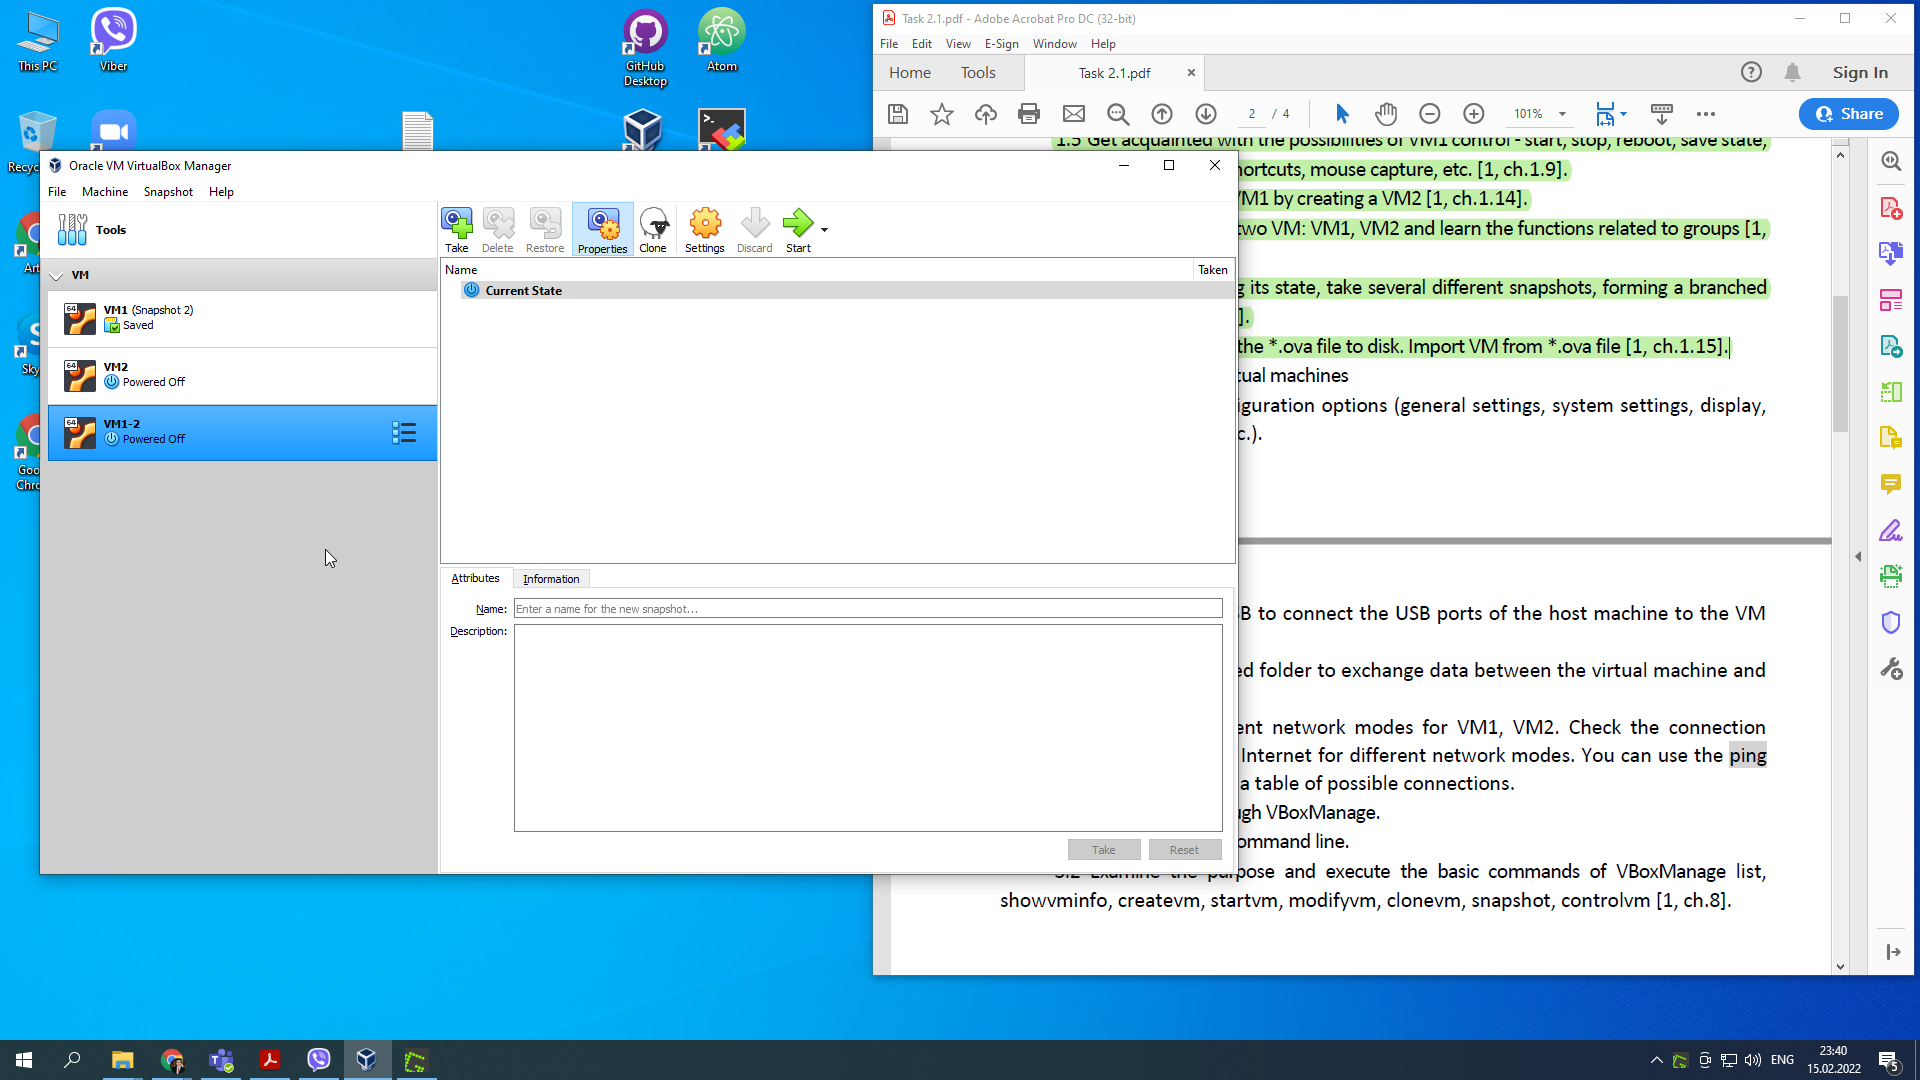 This PC
Viber
GitHub
Desktop
Atom
Recyc
Art
Sky
Goo
Chro
Oracle VM VirtualBox Manager
File Machine Snapshot Help
Tools
VM
64
VM1 (Snapshot 2)
Saved
64
VM2
Powered Off
64
VM1-2
Powered Off
Take Delete Restore Properties Clone Settings Discard Start
Name Taken
Current State
Attributes Information
Name: Enter a name for the new snapshot...
Description:
Take Reset
Task 2.1.pdf - Adobe Acrobat Pro DC (32-bit)
File Edit View E-Sign Window Help
Home Tools Task 2.1.pdf Sign In
2 / 4 101% Share
1.5 Get acquainted with the possibilities of VM1 control - start, stop, reboot, save state,
ortcuts, mouse capture, etc. [1, ch.1.9].
VM1 by creating a VM2 [1, ch.1.14].
two VM: VM1, VM2 and learn the functions related to groups [1,
g its state, take several different snapshots, forming a branched
].
the *.ova file to disk. Import VM from *.ova file [1, ch.1.15].
tual machines
iguration options (general settings, system settings, display,
c.).
B to connect the USB ports of the host machine to the VM
ed folder to exchange data between the virtual machine and
ent network modes for VM1, VM2. Check the connection
Internet for different network modes. You can use the ping
a table of possible connections.
ugh VBoxManage.
ommand line.
3.2 Examine the purpose and execute the basic commands of VBoxManage list,
showvminfo, createvm, startvm, modifyvm, clonevm, snapshot, controlvm [1, ch.8].
ENG
23:40
15.02.2022
5